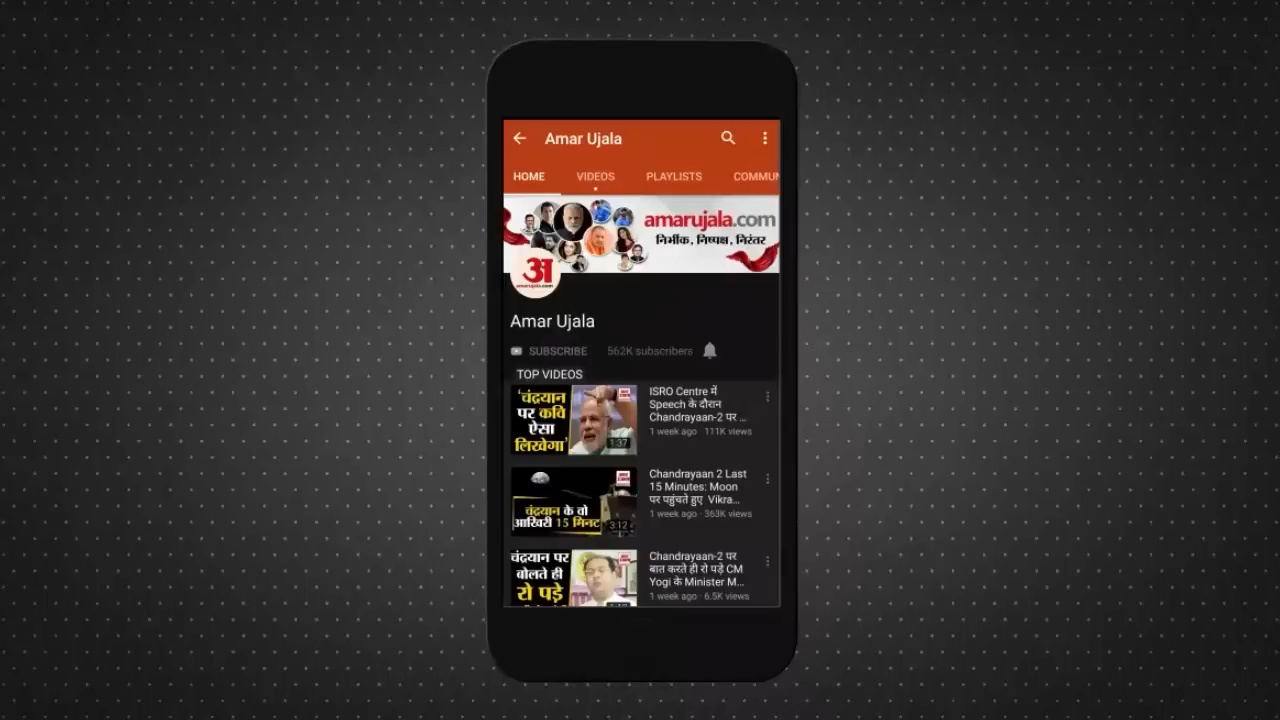 Amar Ujala
HOME VIDEOS PLAYLISTS COMMUN
amarujala.com
निर्भीक, निष्पक्ष, निरंतर
अ
amarujala.com
Amar Ujala
SUBSCRIBE 562K subscribers
TOP VIDEOS
'चंद्रयान
पर कवि
ऐसा
लिखेगा'
1:37
ISRO Centre में
Speech के दौरान
Chandrayaan-2 पर ...
1 week ago · 111K views
चंद्रयान के वो
आखिरी 15 मिनट
3:12
Chandrayaan 2 Last
15 Minutes: Moon
पर पहुंचते हुए Vikra...
1 week ago · 363K views
चंद्रयान पर
बोलते ही
रो पड़े
Chandrayaan-2 पर
बात करते ही रो पड़े CM
Yogi के Minister M...
1 week ago · 6.5K views